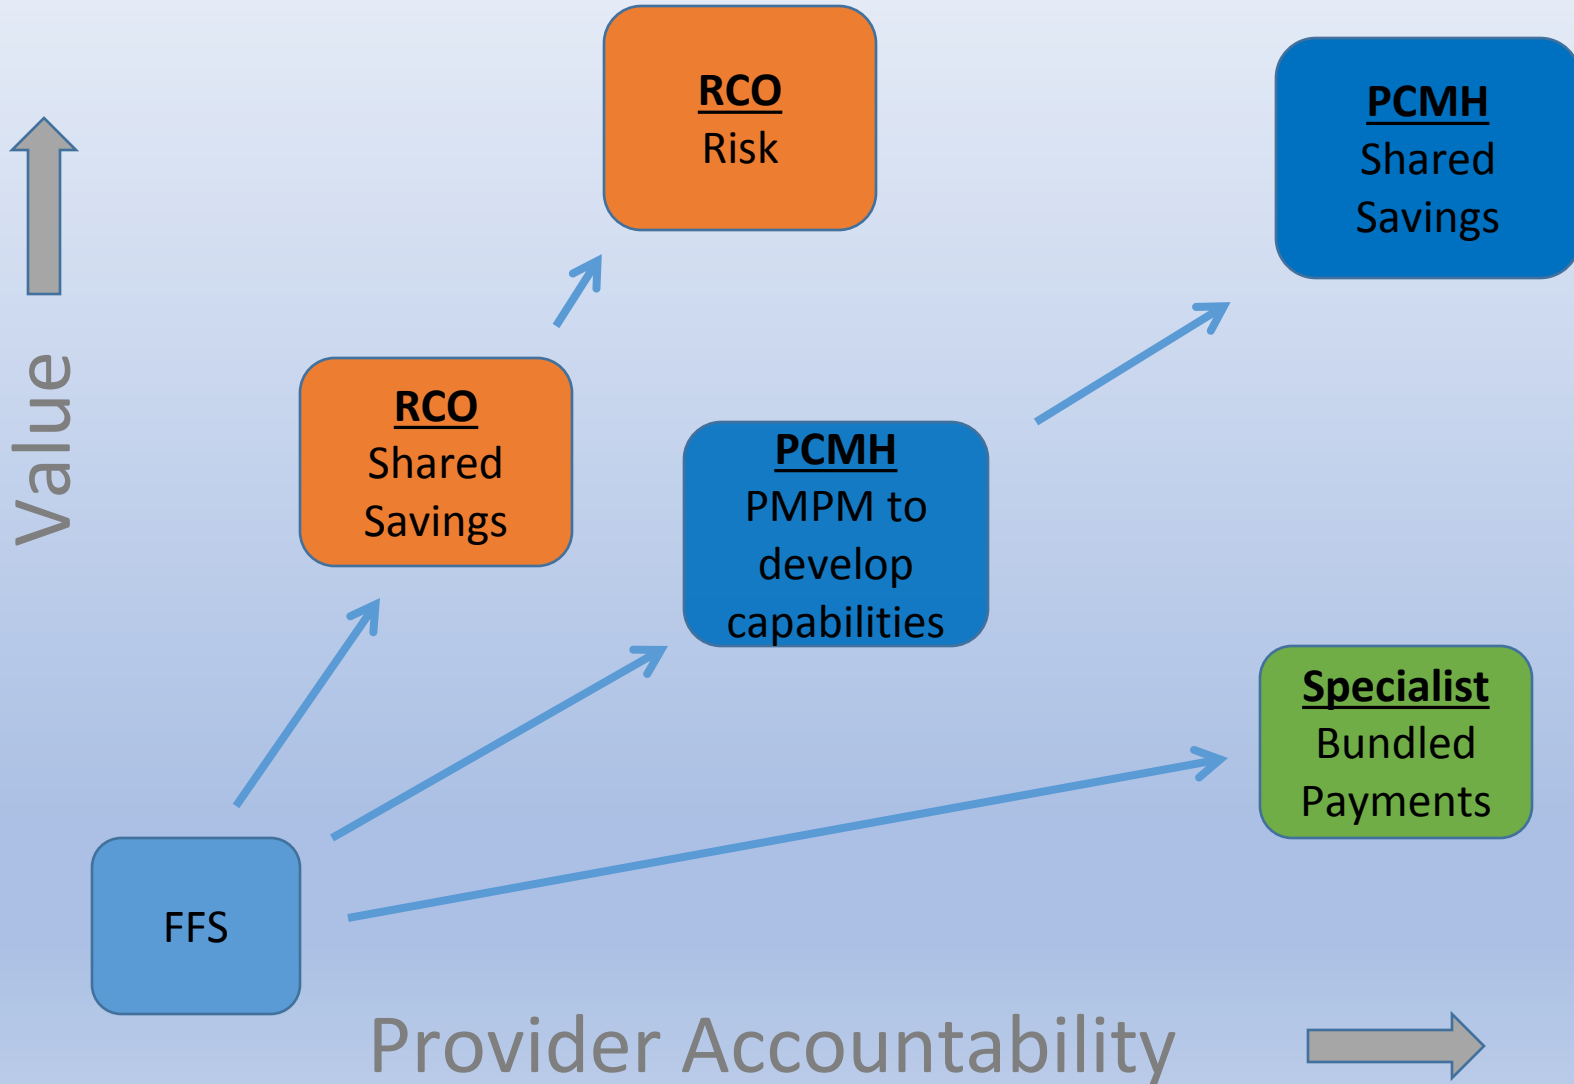 RCO
Risk
PCMH
Shared
Savings
Value
RCO
Shared
Savings
PCMH
PMPM to
develop
capabilities
Specialist
Bundled
Payments
FFS
Provider Accountability